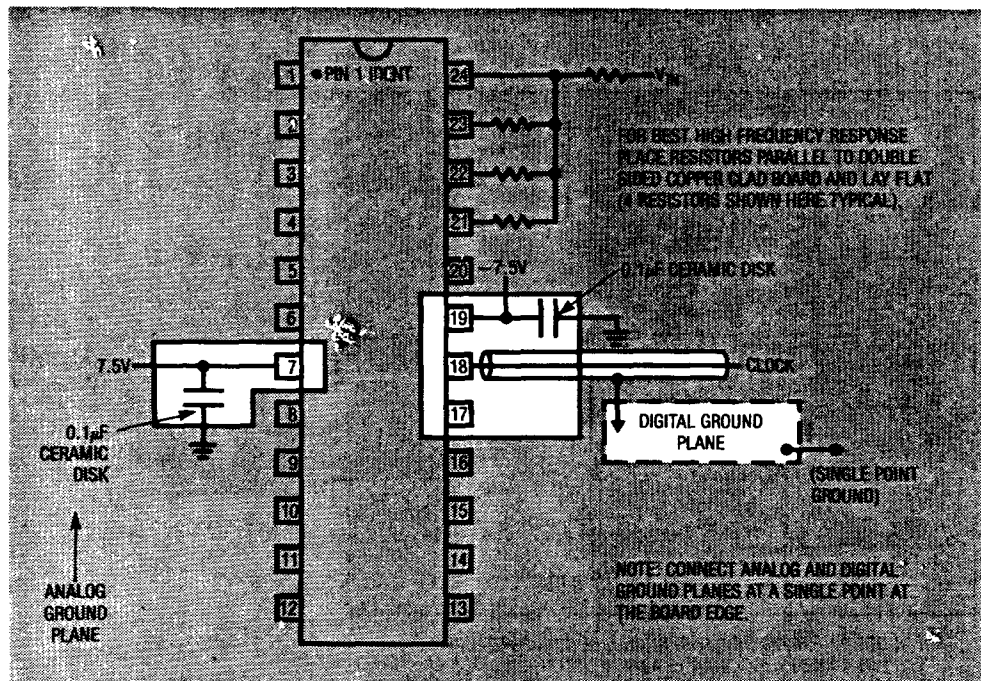 1
PIN 1 IDENT
24
VIN
23
3
22
4
21
5
20
6
19
7
18
8
17
9
16
10
15
11
14
12
13
FOR BEST HIGH FREQUENCY RESPONSE
PLACE RESISTORS PARALLEL TO DOUBLE
SIDED COPPER CLAD BOARD AND LAY FLAT
(4 RESISTORS SHOWN HERE TYPICAL).
–7.5V
0.1μF CERAMIC DISK
CLOCK
7.5V
0.1μF
CERAMIC
DISK
DIGITAL GROUND
PLANE
(SINGLE POINT
GROUND)
ANALOG
GROUND
PLANE
NOTE: CONNECT ANALOG AND DIGITAL
GROUND PLANES AT A SINGLE POINT AT
THE BOARD EDGE.